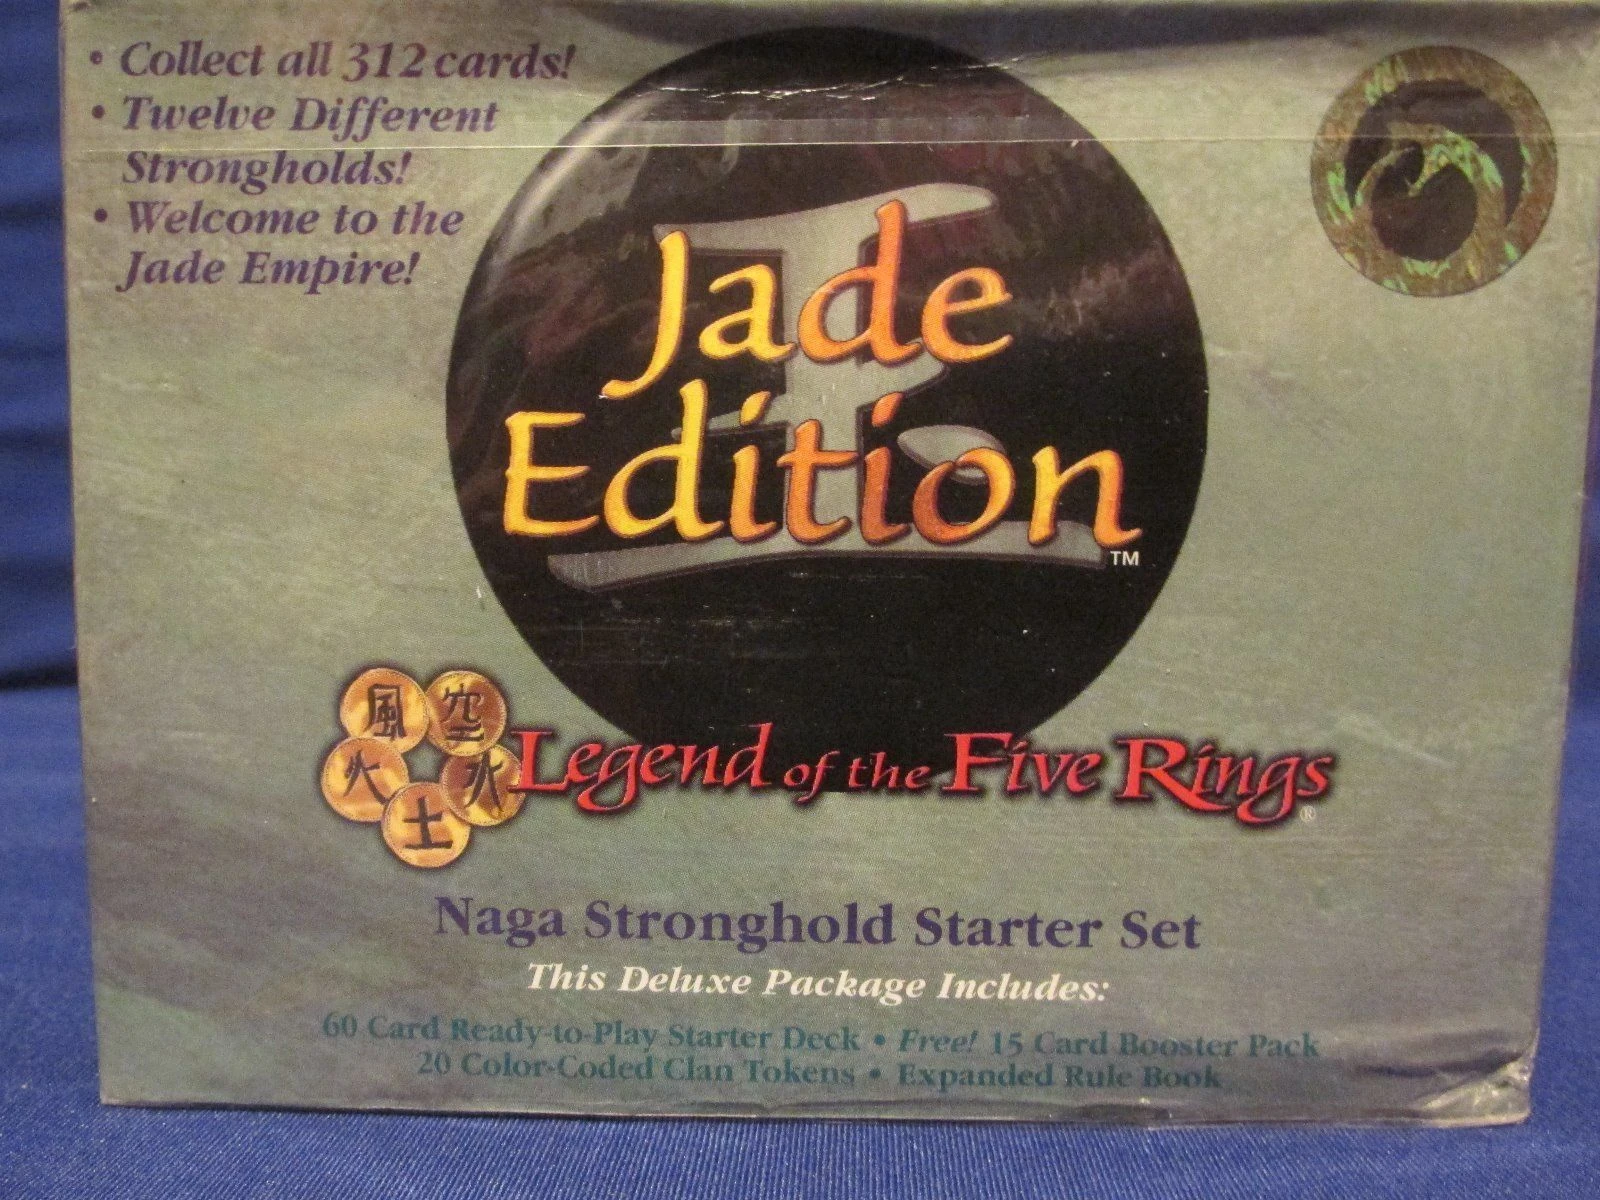 • Collect all 312 cards!
• Twelve Different
Strongholds!
• Welcome to the
Jade Empire!
Jade
Edition™
風 空
火 水
土
Legend of the Five Rings®
Naga Stronghold Starter Set
This Deluxe Package Includes:
60 Card Ready-to-Play Starter Deck • Free! 15 Card Booster Pack
20 Color-Coded Clan Tokens • Expanded Rule Book